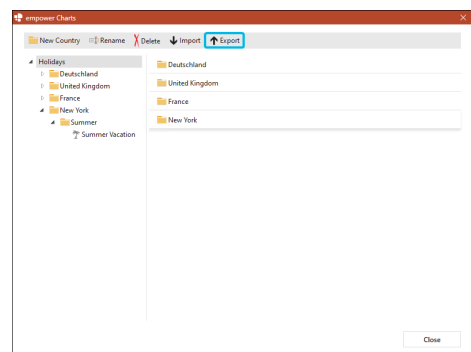 empower Charts
New Country Rename Delete Import Export
Holidays
Deutschland
United Kingdom
France
New York
Summer
Summer Vacation
Deutschland
United Kingdom
France
New York
Close